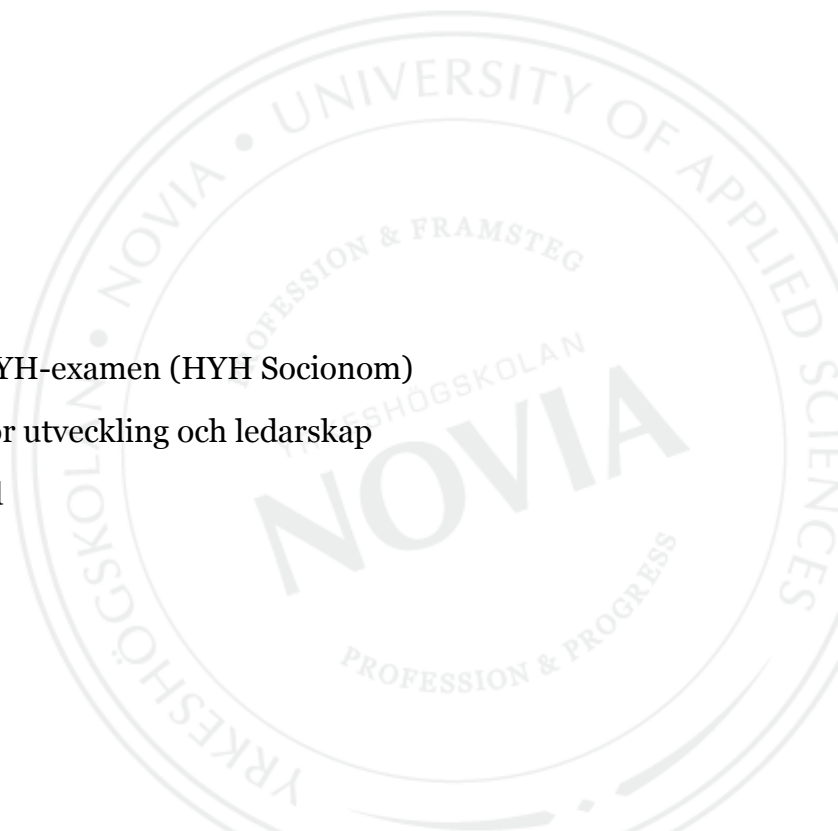 YRKESHÖGSKOLAN • NOVIA • UNIVERSITY OF APPLIED SCIENCES
PROFESSION & FRAMSTEG
YH-examen (HYH Socionom)
YRKESHÖGSKOLAN
r utveckling och ledarskap
NOVIA
PROFESSION & PROGRESS